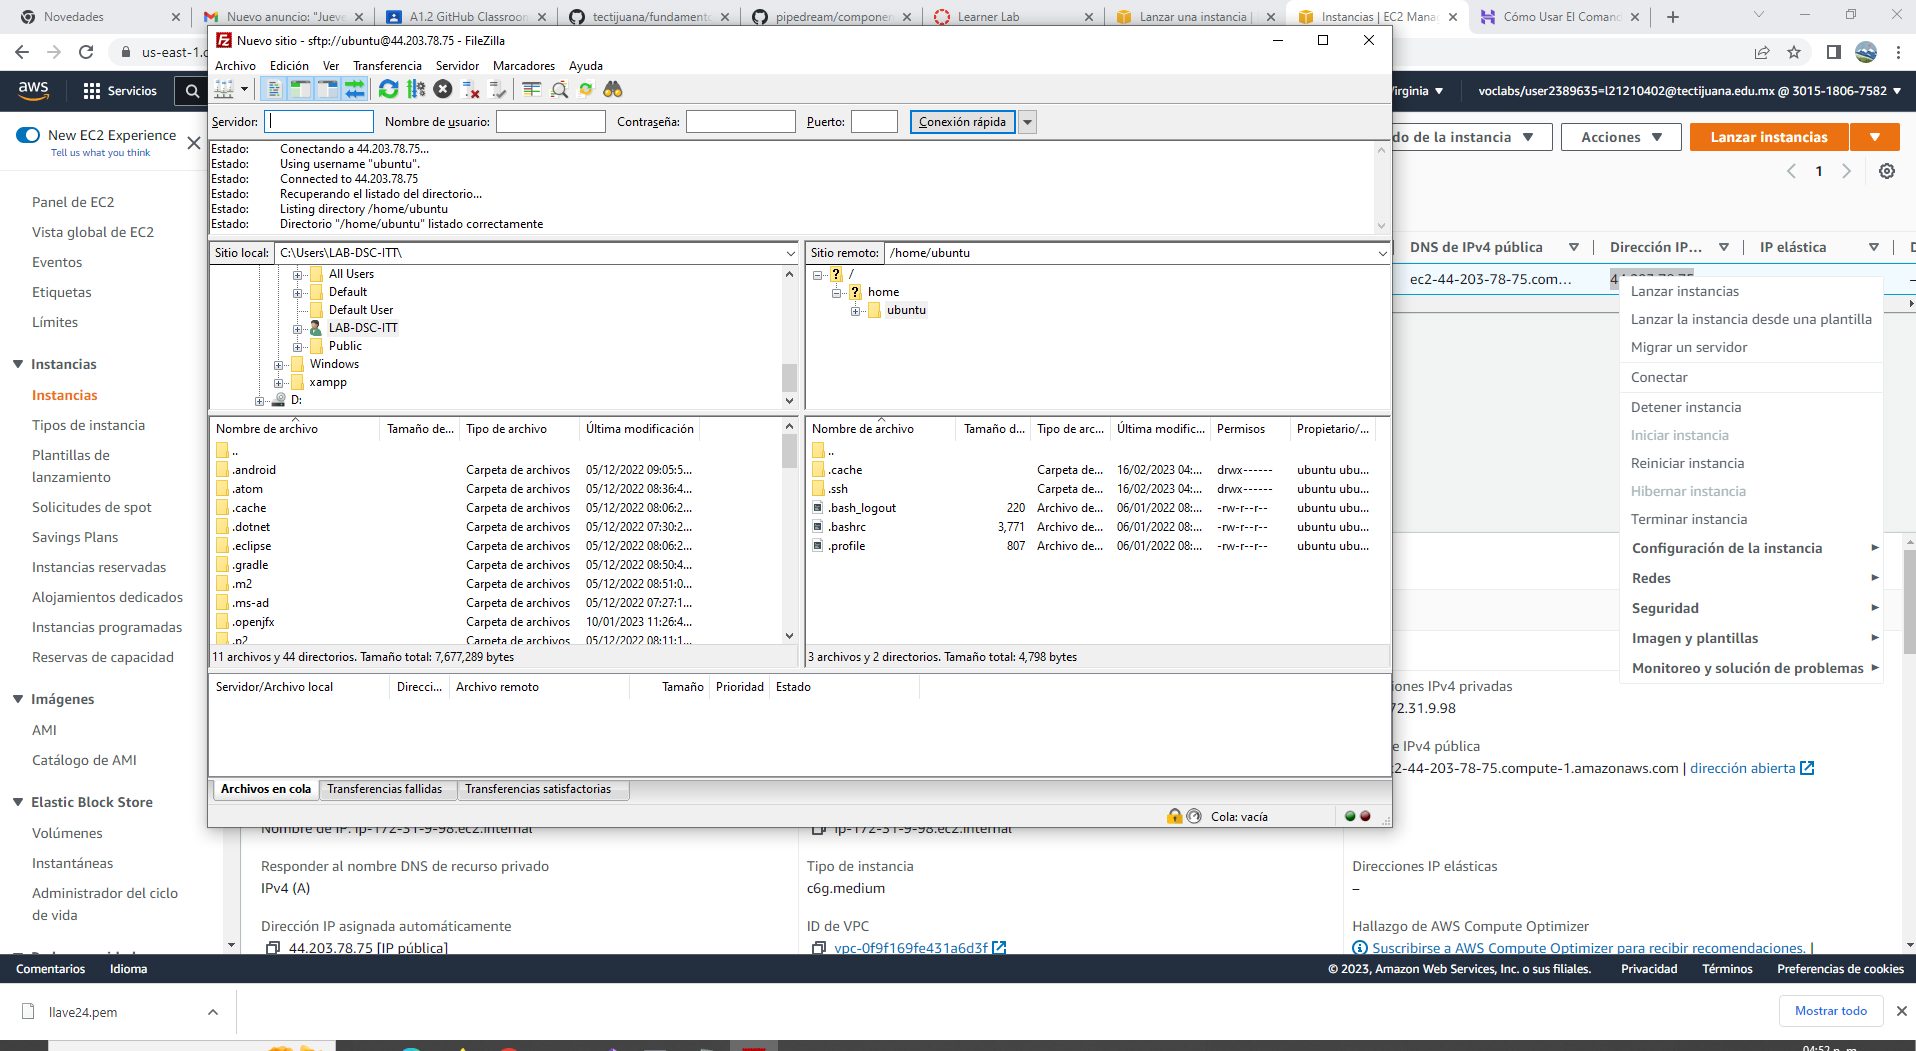 Novedades
Nuevo anuncio: "Jueve
A1.2 GitHub Classroon
tectijuana/fundamento
pipedream/componen
Learner Lab
Lanzar una instancia |
Instancias | EC2 Mana
Cómo Usar El Comand
us-east-1.c
Nuevo sitio - sftp://ubuntu@44.203.78.75 - FileZilla
Archivo Edición Ver Transferencia Servidor Marcadores Ayuda
aws
Servicios
irginia
voclabs/user2389635=l21210402@tectijuana.edu.mx @ 3015-1806-7582
Servidor: Nombre de usuario: Contraseña: Puerto: Conexión rápida
New EC2 Experience
Tell us what you think
do de la instancia
Acciones
Lanzar instancias
1
Estado: Conectando a 44.203.78.75...
Estado: Using username "ubuntu".
Estado: Connected to 44.203.78.75
Estado: Recuperando el listado del directorio...
Estado: Listing directory /home/ubuntu
Estado: Directorio "/home/ubuntu" listado correctamente
Panel de EC2
Vista global de EC2
Eventos
Etiquetas
Límites
Instancias
Instancias
Tipos de instancia
Plantillas de
lanzamiento
Solicitudes de spot
Savings Plans
Instancias reservadas
Alojamientos dedicados
Instancias programadas
Reservas de capacidad
Imágenes
AMI
Catálogo de AMI
Elastic Block Store
Volúmenes
Instantáneas
Administrador del ciclo
de vida
Sitio local: C:\Users\LAB-DSC-ITT\
All Users
Default
Default User
LAB-DSC-ITT
Public
Windows
xampp
D:
Sitio remoto: /home/ubuntu
/
home
ubuntu
Nombre de archivo Tamaño de... Tipo de archivo Última modificación
..
.android Carpeta de archivos 05/12/2022 09:05:5...
.atom Carpeta de archivos 05/12/2022 08:36:4...
.cache Carpeta de archivos 05/12/2022 08:06:2...
.dotnet Carpeta de archivos 05/12/2022 07:30:2...
.eclipse Carpeta de archivos 05/12/2022 08:06:2...
.gradle Carpeta de archivos 05/12/2022 08:50:4...
.m2 Carpeta de archivos 05/12/2022 08:51:0...
.ms-ad Carpeta de archivos 05/12/2022 07:27:1...
.openjfx Carpeta de archivos 10/01/2023 11:26:4...
.p2 Carpeta de archivos 05/12/2022 08:11:1...
11 archivos y 44 directorios. Tamaño total: 7,677,289 bytes
Nombre de archivo Tamaño d... Tipo de arc... Última modific... Permisos Propietario/...
..
.cache Carpeta de... 16/02/2023 04:... drwx------ ubuntu ubu...
.ssh Carpeta de... 16/02/2023 04:... drwx------ ubuntu ubu...
.bash_logout 220 Archivo de... 06/01/2022 08:... -rw-r--r-- ubuntu ubu...
.bashrc 3,771 Archivo de... 06/01/2022 08:... -rw-r--r-- ubuntu ubu...
.profile 807 Archivo de... 06/01/2022 08:... -rw-r--r-- ubuntu ubu...
3 archivos y 2 directorios. Tamaño total: 4,798 bytes
Servidor/Archivo local Direcci... Archivo remoto Tamaño Prioridad Estado
Archivos en cola Transferencias fallidas Transferencias satisfactorias
Cola: vacía
DNS de IPv4 pública Dirección IP... IP elástica
ec2-44-203-78-75.com... 44.203.78.75 –
Lanzar instancias
Lanzar la instancia desde una plantilla
Migrar un servidor
Conectar
Detener instancia
Iniciar instancia
Reiniciar instancia
Hibernar instancia
Terminar instancia
Configuración de la instancia
Redes
Seguridad
Imagen y plantillas
Monitoreo y solución de problemas
iones IPv4 privadas
72.31.9.98
e IPv4 pública
2-44-203-78-75.compute-1.amazonaws.com | dirección abierta
Nombre de IP: ip-172-31-9-98.ec2.internal
ip-172-31-9-98.ec2.internal
Responder al nombre DNS de recurso privado
IPv4 (A)
Tipo de instancia
c6g.medium
Direcciones IP elásticas
–
Dirección IP asignada automáticamente
44.203.78.75 [IP pública]
ID de VPC
vpc-0f9f169fe431a6d3f
Hallazgo de AWS Compute Optimizer
Suscribirse a AWS Compute Optimizer para recibir recomendaciones. |
Comentarios Idioma
© 2023, Amazon Web Services, Inc. o sus filiales. Privacidad Términos Preferencias de cookies
llave24.pem
Mostrar todo
04:52 p. m.